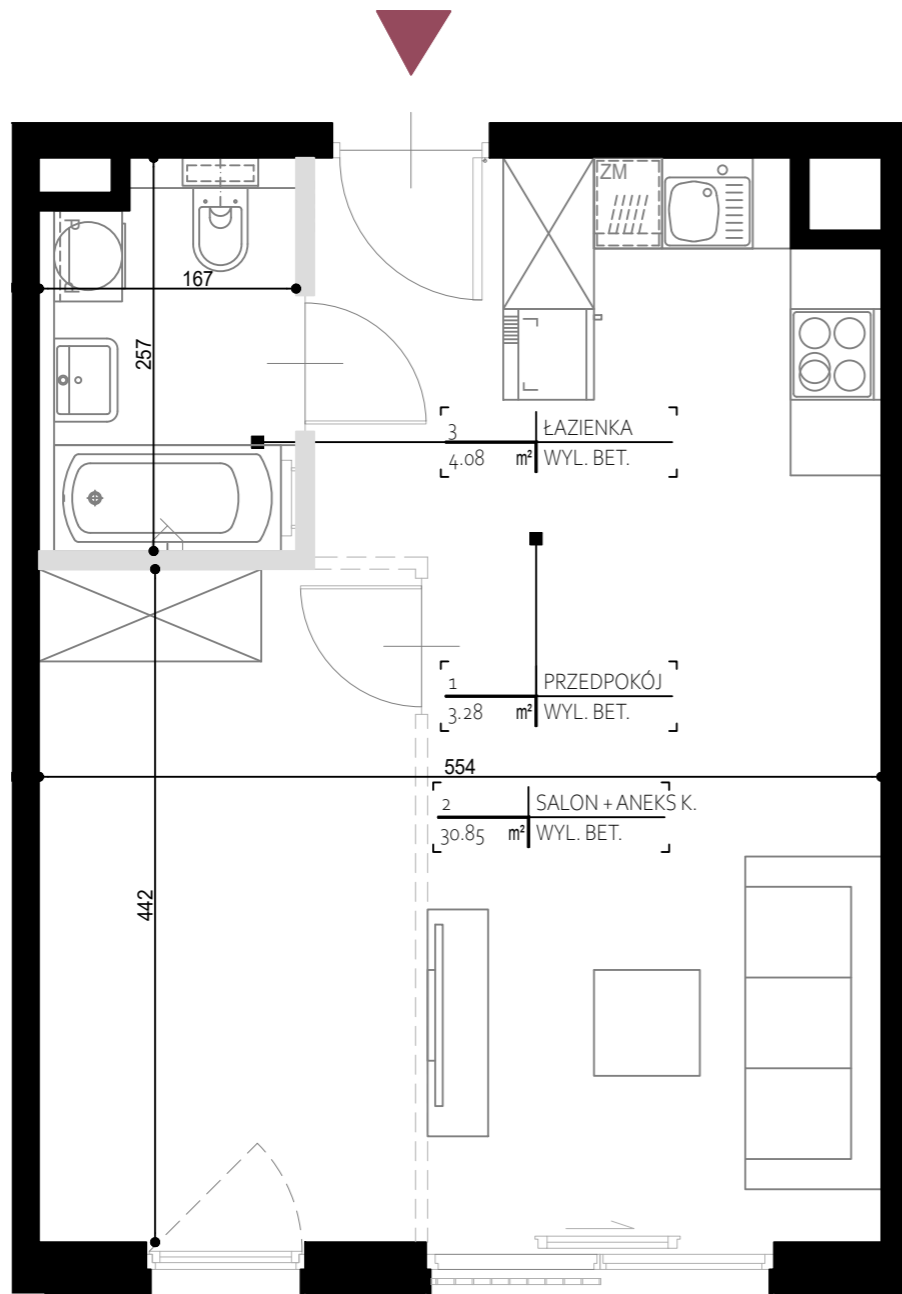 ZM
167
257
3 ŁAZIENKA
4.08 m² WYL. BET.
1 PRZEDPOKÓJ
3.28 m² WYL. BET.
554
2 SALON + ANEKS K.
30.85 m² WYL. BET.
442